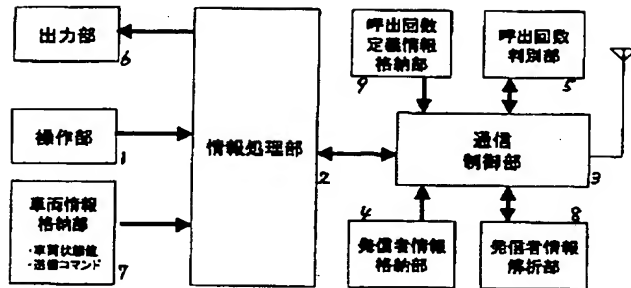 出力部
6
操作部
1
車両情報
格納部
・車両状態値
・送信コマンド
7
情報処理部
2
呼出回数
定義情報
格納部
9
呼出回数
判別部
5
通信
制御部
3
4
発信者情報
格納部
8
発信者情報
解析部